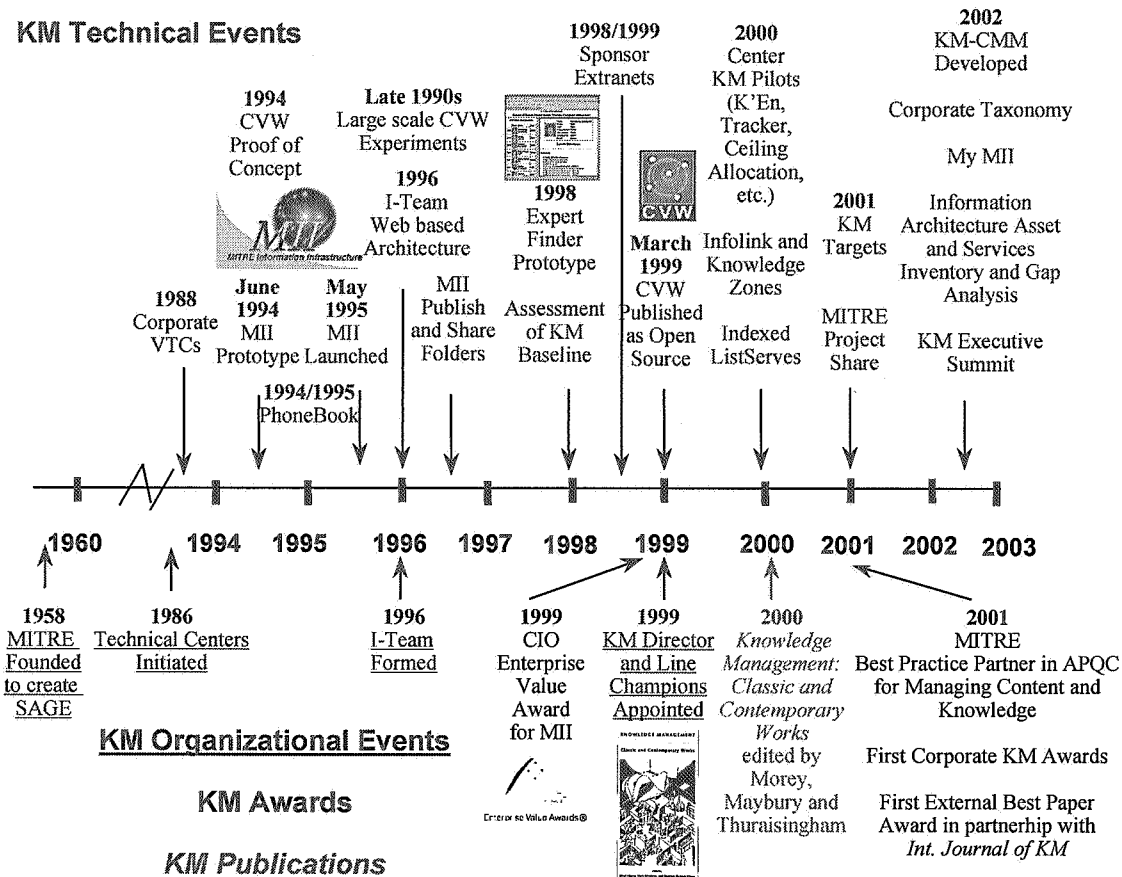 KM Technical Events
1988
Corporate
VTCs
1994
CVW
Proof of
Concept
MII
MITRE Information Infrastructure
June
1994
MII
Prototype
May
1995
MII
Launched
1994/1995
PhoneBook
Late 1990s
Large scale CVW
Experiments
1996
I-Team
Web based
Architecture
MII
Publish
and Share
Folders
1998
Expert
Finder
Prototype
Assessment
of KM
Baseline
1998/1999
Sponsor
Extranets
CVW
March
1999
CVW
Published
as Open
Source
2000
Center
KM Pilots
(K'En,
Tracker,
Ceiling
Allocation,
etc.)
Infolink and
Knowledge
Zones
Indexed
ListServes
2001
KM
Targets
MITRE
Project
Share
2002
KM-CMM
Developed
Corporate Taxonomy
My MII
Information
Architecture Asset
and Services
Inventory and Gap
Analysis
KM Executive
Summit
1960 1994 1995 1996 1997 1998 1999 2000 2001 2002 2003
1958
MITRE
Founded
to create
SAGE
1986
Technical Centers
Initiated
1996
I-Team
Formed
1999
CIO
Enterprise
Value
Award
for MII
Enterprise Value Awards®
1999
KM Director
and Line
Champions
Appointed
KNOWLEDGE MANAGEMENT
Classic and Contemporary Works
2000
Knowledge
Management:
Classic and
Contemporary
Works
edited by
Morey,
Maybury and
Thuraisingham
2001
MITRE
Best Practice Partner in APQC
for Managing Content and
Knowledge
First Corporate KM Awards
First External Best Paper
Award in partnerhip with
Int. Journal of KM
KM Organizational Events
KM Awards
KM Publications